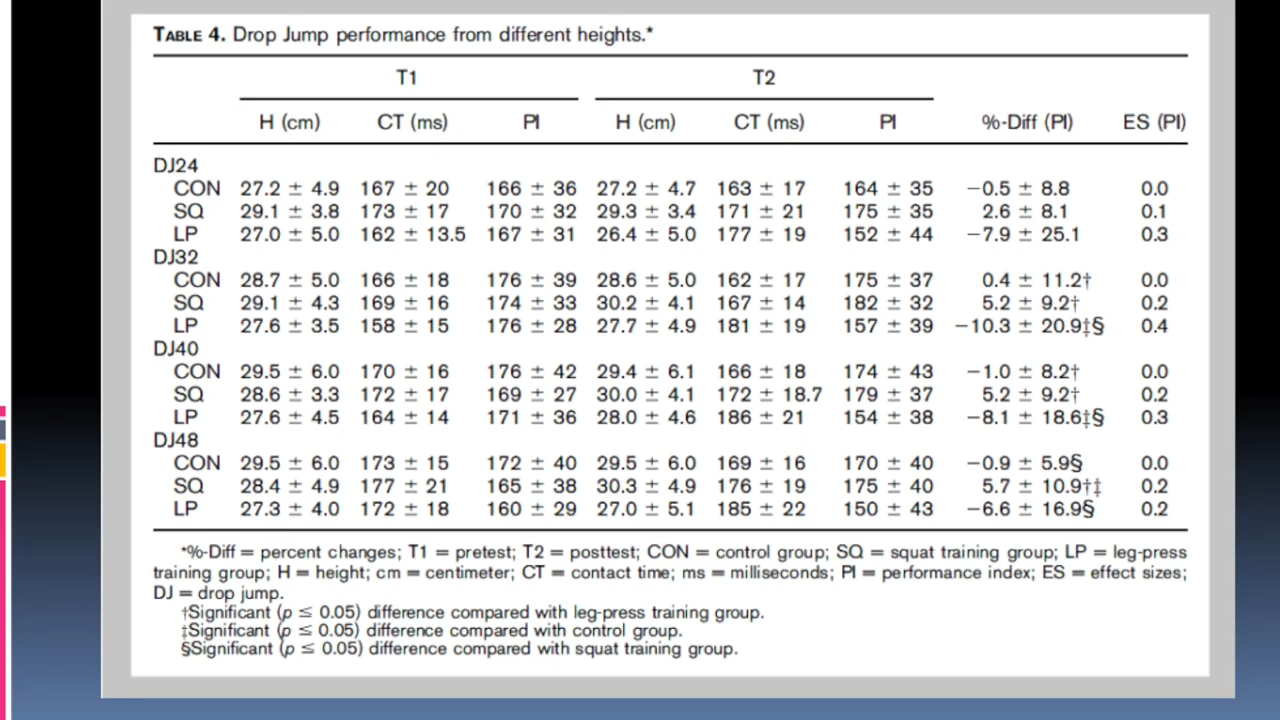 TABLE 4. Drop Jump performance from different heights.*
T1 T2
H (cm) CT (ms) PI H (cm) CT (ms) PI %-Diff (PI) ES (PI)
DJ24
CON 27.2 ± 4.9 167 ± 20 166 ± 36 27.2 ± 4.7 163 ± 17 164 ± 35 −0.5 ± 8.8 0.0
SQ 29.1 ± 3.8 173 ± 17 170 ± 32 29.3 ± 3.4 171 ± 21 175 ± 35 2.6 ± 8.1 0.1
LP 27.0 ± 5.0 162 ± 13.5 167 ± 31 26.4 ± 5.0 177 ± 19 152 ± 44 −7.9 ± 25.1 0.3
DJ32
CON 28.7 ± 5.0 166 ± 18 176 ± 39 28.6 ± 5.0 162 ± 17 175 ± 37 0.4 ± 11.2† 0.0
SQ 29.1 ± 4.3 169 ± 16 174 ± 33 30.2 ± 4.1 167 ± 14 182 ± 32 5.2 ± 9.2† 0.2
LP 27.6 ± 3.5 158 ± 15 176 ± 28 27.7 ± 4.9 181 ± 19 157 ± 39 −10.3 ± 20.9‡§ 0.4
DJ40
CON 29.5 ± 6.0 170 ± 16 176 ± 42 29.4 ± 6.1 166 ± 18 174 ± 43 −1.0 ± 8.2† 0.0
SQ 28.6 ± 3.3 172 ± 17 169 ± 27 30.0 ± 4.1 172 ± 18.7 179 ± 37 5.2 ± 9.2† 0.2
LP 27.6 ± 4.5 164 ± 14 171 ± 36 28.0 ± 4.6 186 ± 21 154 ± 38 −8.1 ± 18.6‡§ 0.3
DJ48
CON 29.5 ± 6.0 173 ± 15 172 ± 40 29.5 ± 6.0 169 ± 16 170 ± 40 −0.9 ± 5.9§ 0.0
SQ 28.4 ± 4.9 177 ± 21 165 ± 38 30.3 ± 4.9 176 ± 19 175 ± 40 5.7 ± 10.9†‡ 0.2
LP 27.3 ± 4.0 172 ± 18 160 ± 29 27.0 ± 5.1 185 ± 22 150 ± 43 −6.6 ± 16.9§ 0.2
*%-Diff = percent changes; T1 = pretest; T2 = posttest; CON = control group; SQ = squat training group; LP = leg-press
training group; H = height; cm = centimeter; CT = contact time; ms = milliseconds; PI = performance index; ES = effect sizes;
DJ = drop jump.
†Significant (p ≤ 0.05) difference compared with leg-press training group.
‡Significant (p ≤ 0.05) difference compared with control group.
§Significant (p ≤ 0.05) difference compared with squat training group.